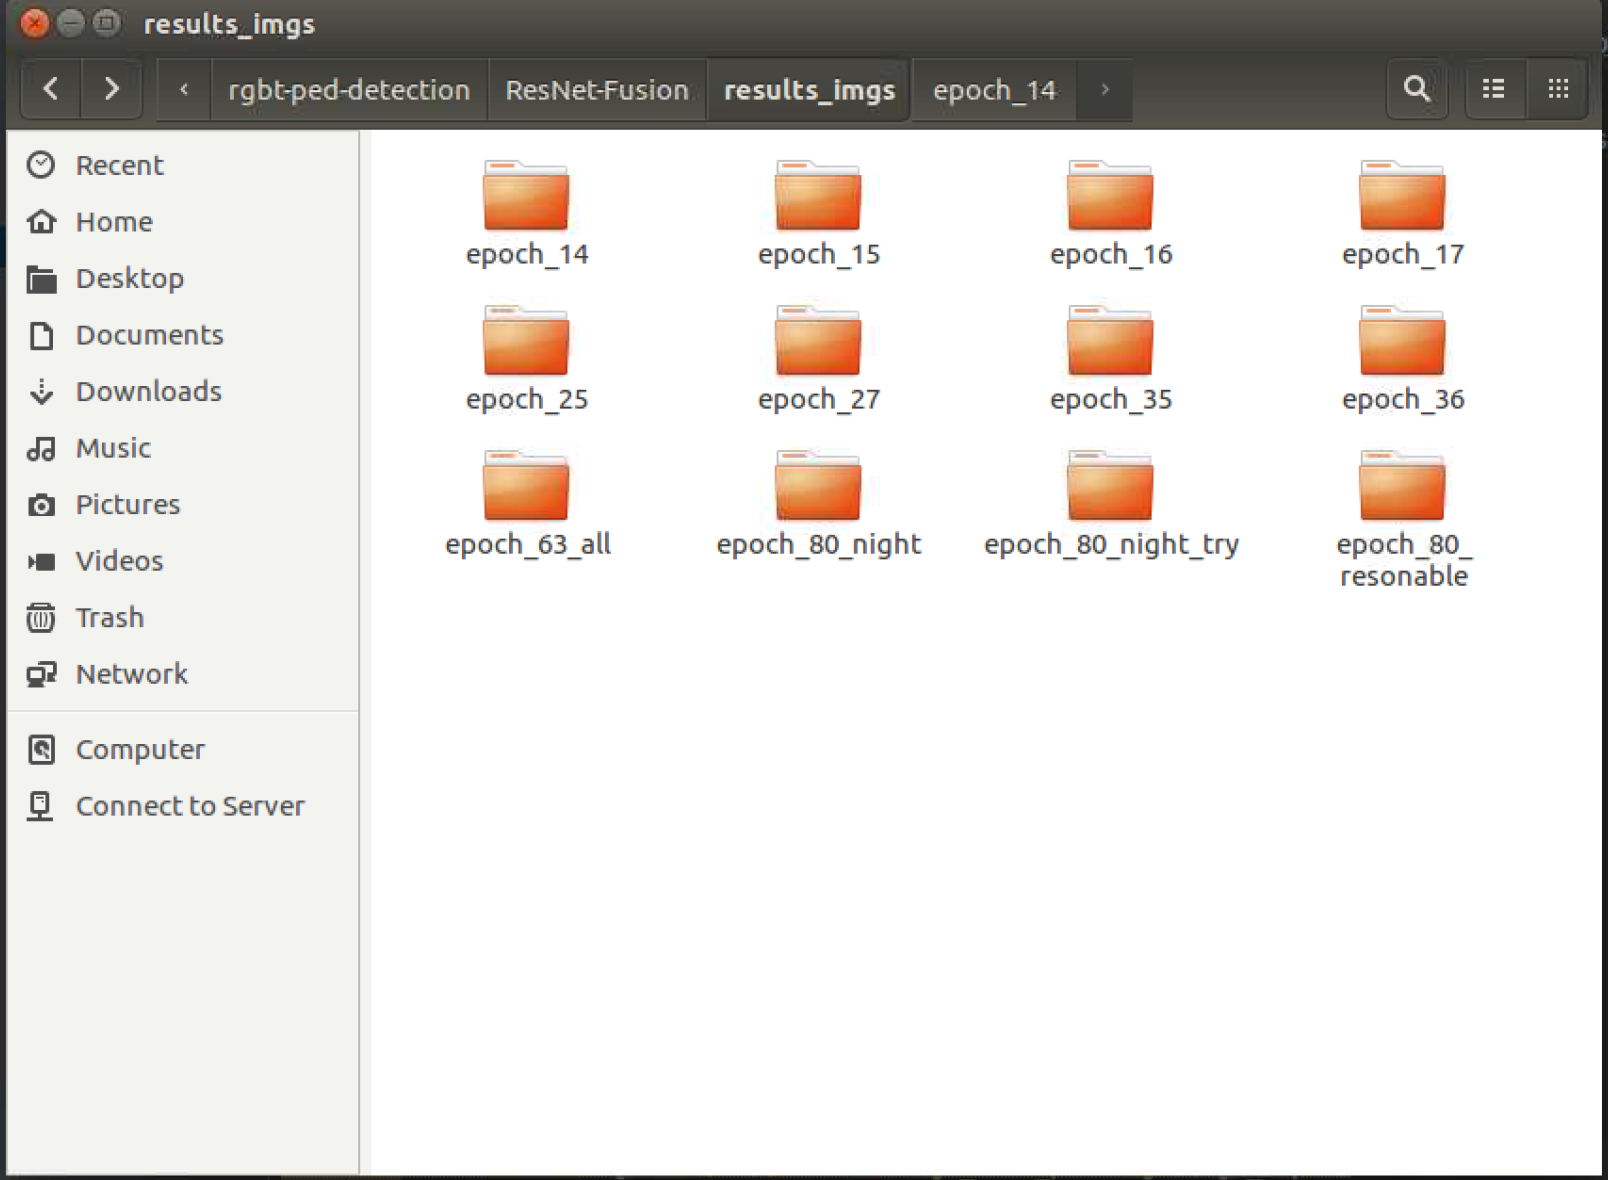 results_imgs
rgbt-ped-detection ResNet-Fusion results_imgs epoch_14
Recent
Home
Desktop
Documents
Downloads
Music
Pictures
Videos
Trash
Network
Computer
Connect to Server
epoch_14 epoch_15 epoch_16 epoch_17
epoch_25 epoch_27 epoch_35 epoch_36
epoch_63_all epoch_80_night epoch_80_night_try epoch_80_
resonable